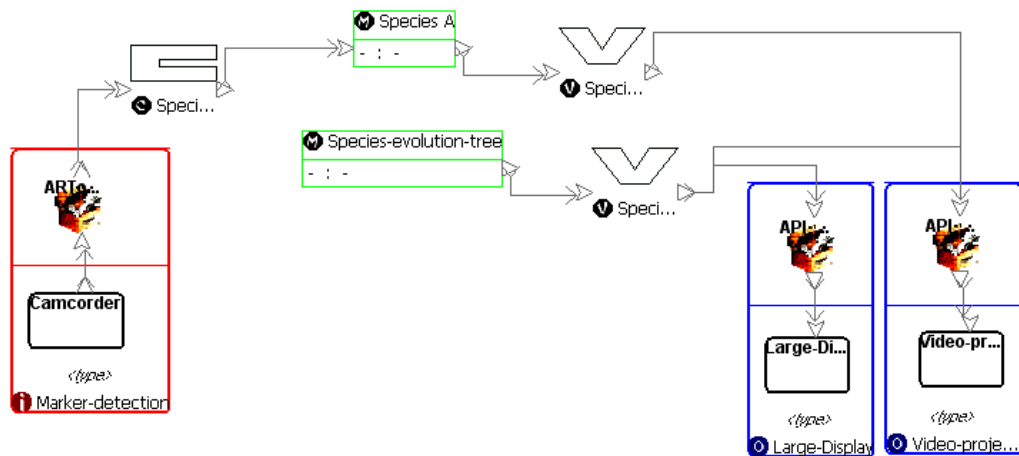 M Species A
- : -
C Speci...
V Speci...
M Species-evolution-tree
- : -
V Speci...
ARTo...
API...
API...
Camcorder
Large-Di...
Video-pr...
<type>
<type>
<type>
i Marker-detection
O Large-Display
O Video-proje...